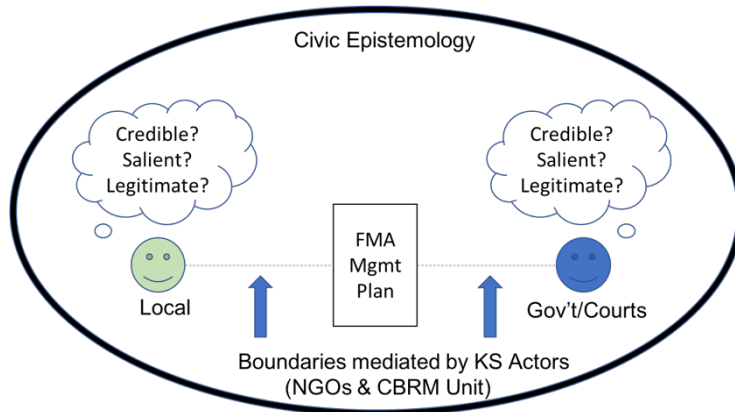 Civic Epistemology
Credible?
Salient?
Legitimate?
Credible?
Salient?
Legitimate?
FMA
Mgmt
Plan
Local
Gov't/Courts
Boundaries mediated by KS Actors
(NGOs & CBRM Unit)